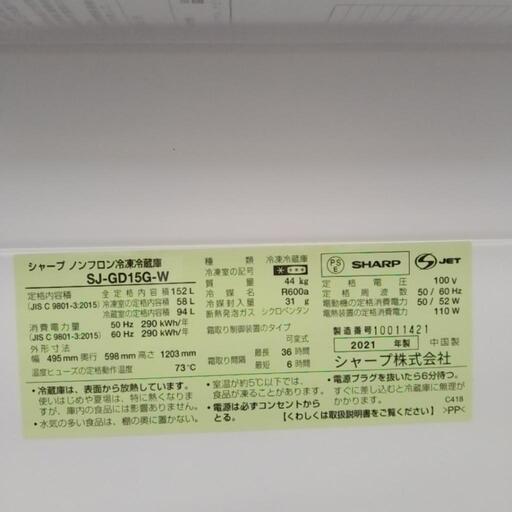 シャープ ノンフロン冷凍冷蔵庫
SJ-GD15G-W
定格内容積
(JIS C 9801-3:2015)
全定格内容積 152 L
冷凍室の定格内容積 58 L
冷蔵室の定格内容積 94 L
消費電力量
(JIS C 9801-3:2015)
50 Hz 290 kWh/年
60 Hz 290 kWh/年
外形寸法
幅 495 mm 奥行 598 mm 高さ 1203 mm
温度ヒューズの定格動作温度 73℃
種類 冷凍冷蔵庫
冷凍室の記号
質量 44 kg
冷媒名 R600a
冷媒封入量 31 g
断熱発泡ガス シクロペンタン
霜取り制御装置のタイプ
可変式
霜取り間隔
最長 36 時間
最短 6 時間
PS
E
SHARP
JET
定格電圧 100 V
定格周波数 50 / 60 Hz
電動機の定格消費電力 50 / 52 W
電熱装置の定格消費電力 110 W
製造番号 10011421
2021 年製 中国製
シャープ株式会社
・冷蔵庫は、表面から放熱しています。
使いはじめや夏場は、特に熱くなりま
すが、庫内の食品には影響ありません。
・水気の多い食品は、棚の奥に置かない。
・室温が約5℃以下では、
食品が凍ることがあります。
・電源は必ずコンセントから
とる。
・電源プラグを抜いたら6分待つ。
すぐに差し込むと冷蔵庫に無理が
かかります。
【くわしくは取扱説明書をご覧ください】
C418
>PP<